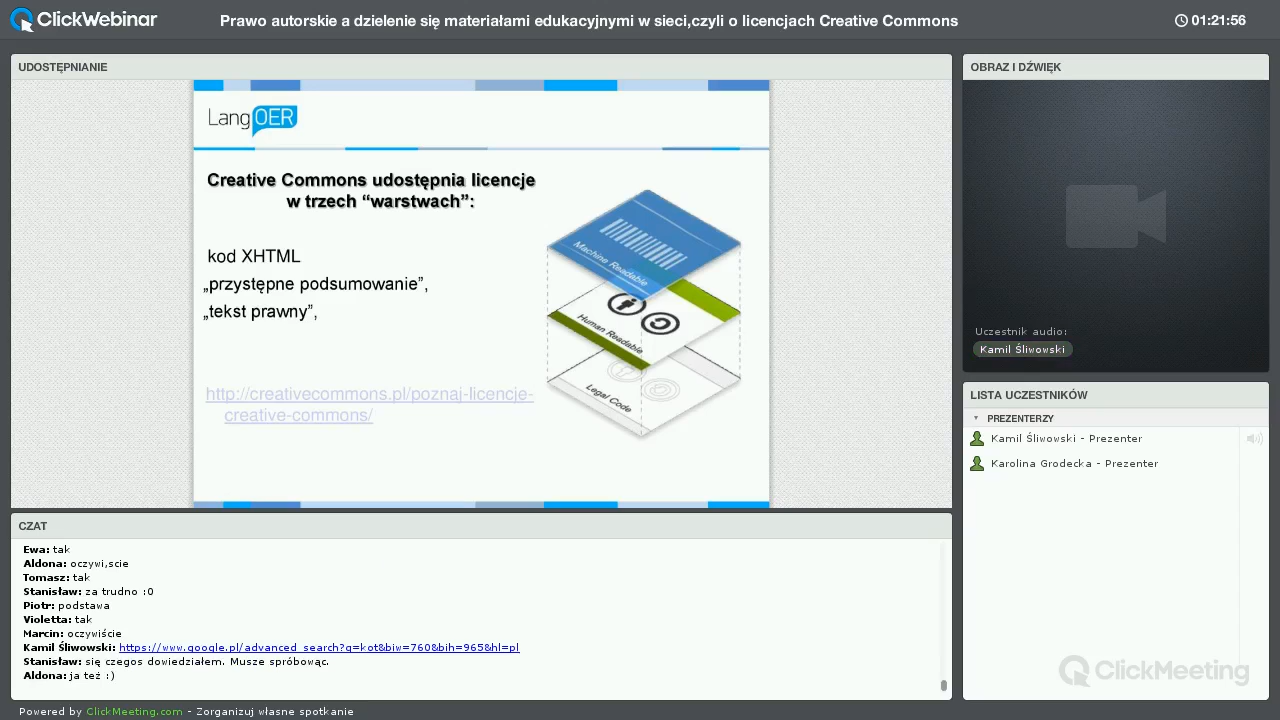 ClickWebinar
Prawo autorskie a dzielenie się materiałami edukacyjnymi w sieci,czyli o licencjach Creative Commons
01:21:56
UDOSTĘPNIANIE
LangOER
Creative Commons udostępnia licencje
w trzech “warstwach”:
kod XHTML
„przystępne podsumowanie”,
„tekst prawny”,
http://creativecommons.pl/poznaj-licencje-
creative-commons/
Machine Readable
Human Readable
Legal Code
OBRAZ I DŹWIĘK
Uczestnik audio:
Kamil Śliwowski
LISTA UCZESTNIKÓW
PREZENTERZY
Kamil Śliwowski - Prezenter
Karolina Grodecka - Prezenter
CZAT
Ewa: tak
Aldona: oczywi,scie
Tomasz: tak
Stanisław: za trudno :0
Piotr: podstawa
Violetta: tak
Marcin: oczywiście
Kamil Śliwowski: https://www.google.pl/advanced_search?q=kot&biw=760&bih=965&hl=pl
Stanisław: się czegos dowiedziałem. Musze spróbowąc.
Aldona: ja też :)
ClickMeeting
Powered by ClickMeeting.com - Zorganizuj własne spotkanie